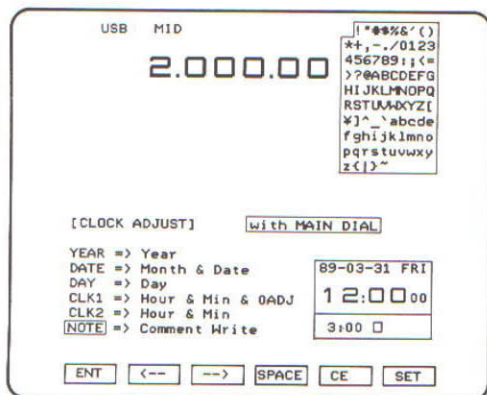 USB MID
2.000.00
!"#$%&'()
*+,-./0123
456789:;<=
>?@ABCDEFG
HIJKLMNOPQ
RSTUVWXYZ[
¥]^_`abcde
fghijklmno
pqrstuvwxy
z{|}~
[CLOCK ADJUST] with MAIN DIAL
YEAR => Year
DATE => Month & Date
DAY => Day
CLK1 => Hour & Min & 0ADJ
CLK2 => Hour & Min
NOTE => Comment Write
89-03-31 FRI
12:00 00
3:00 □
ENT <-- --> SPACE CE SET